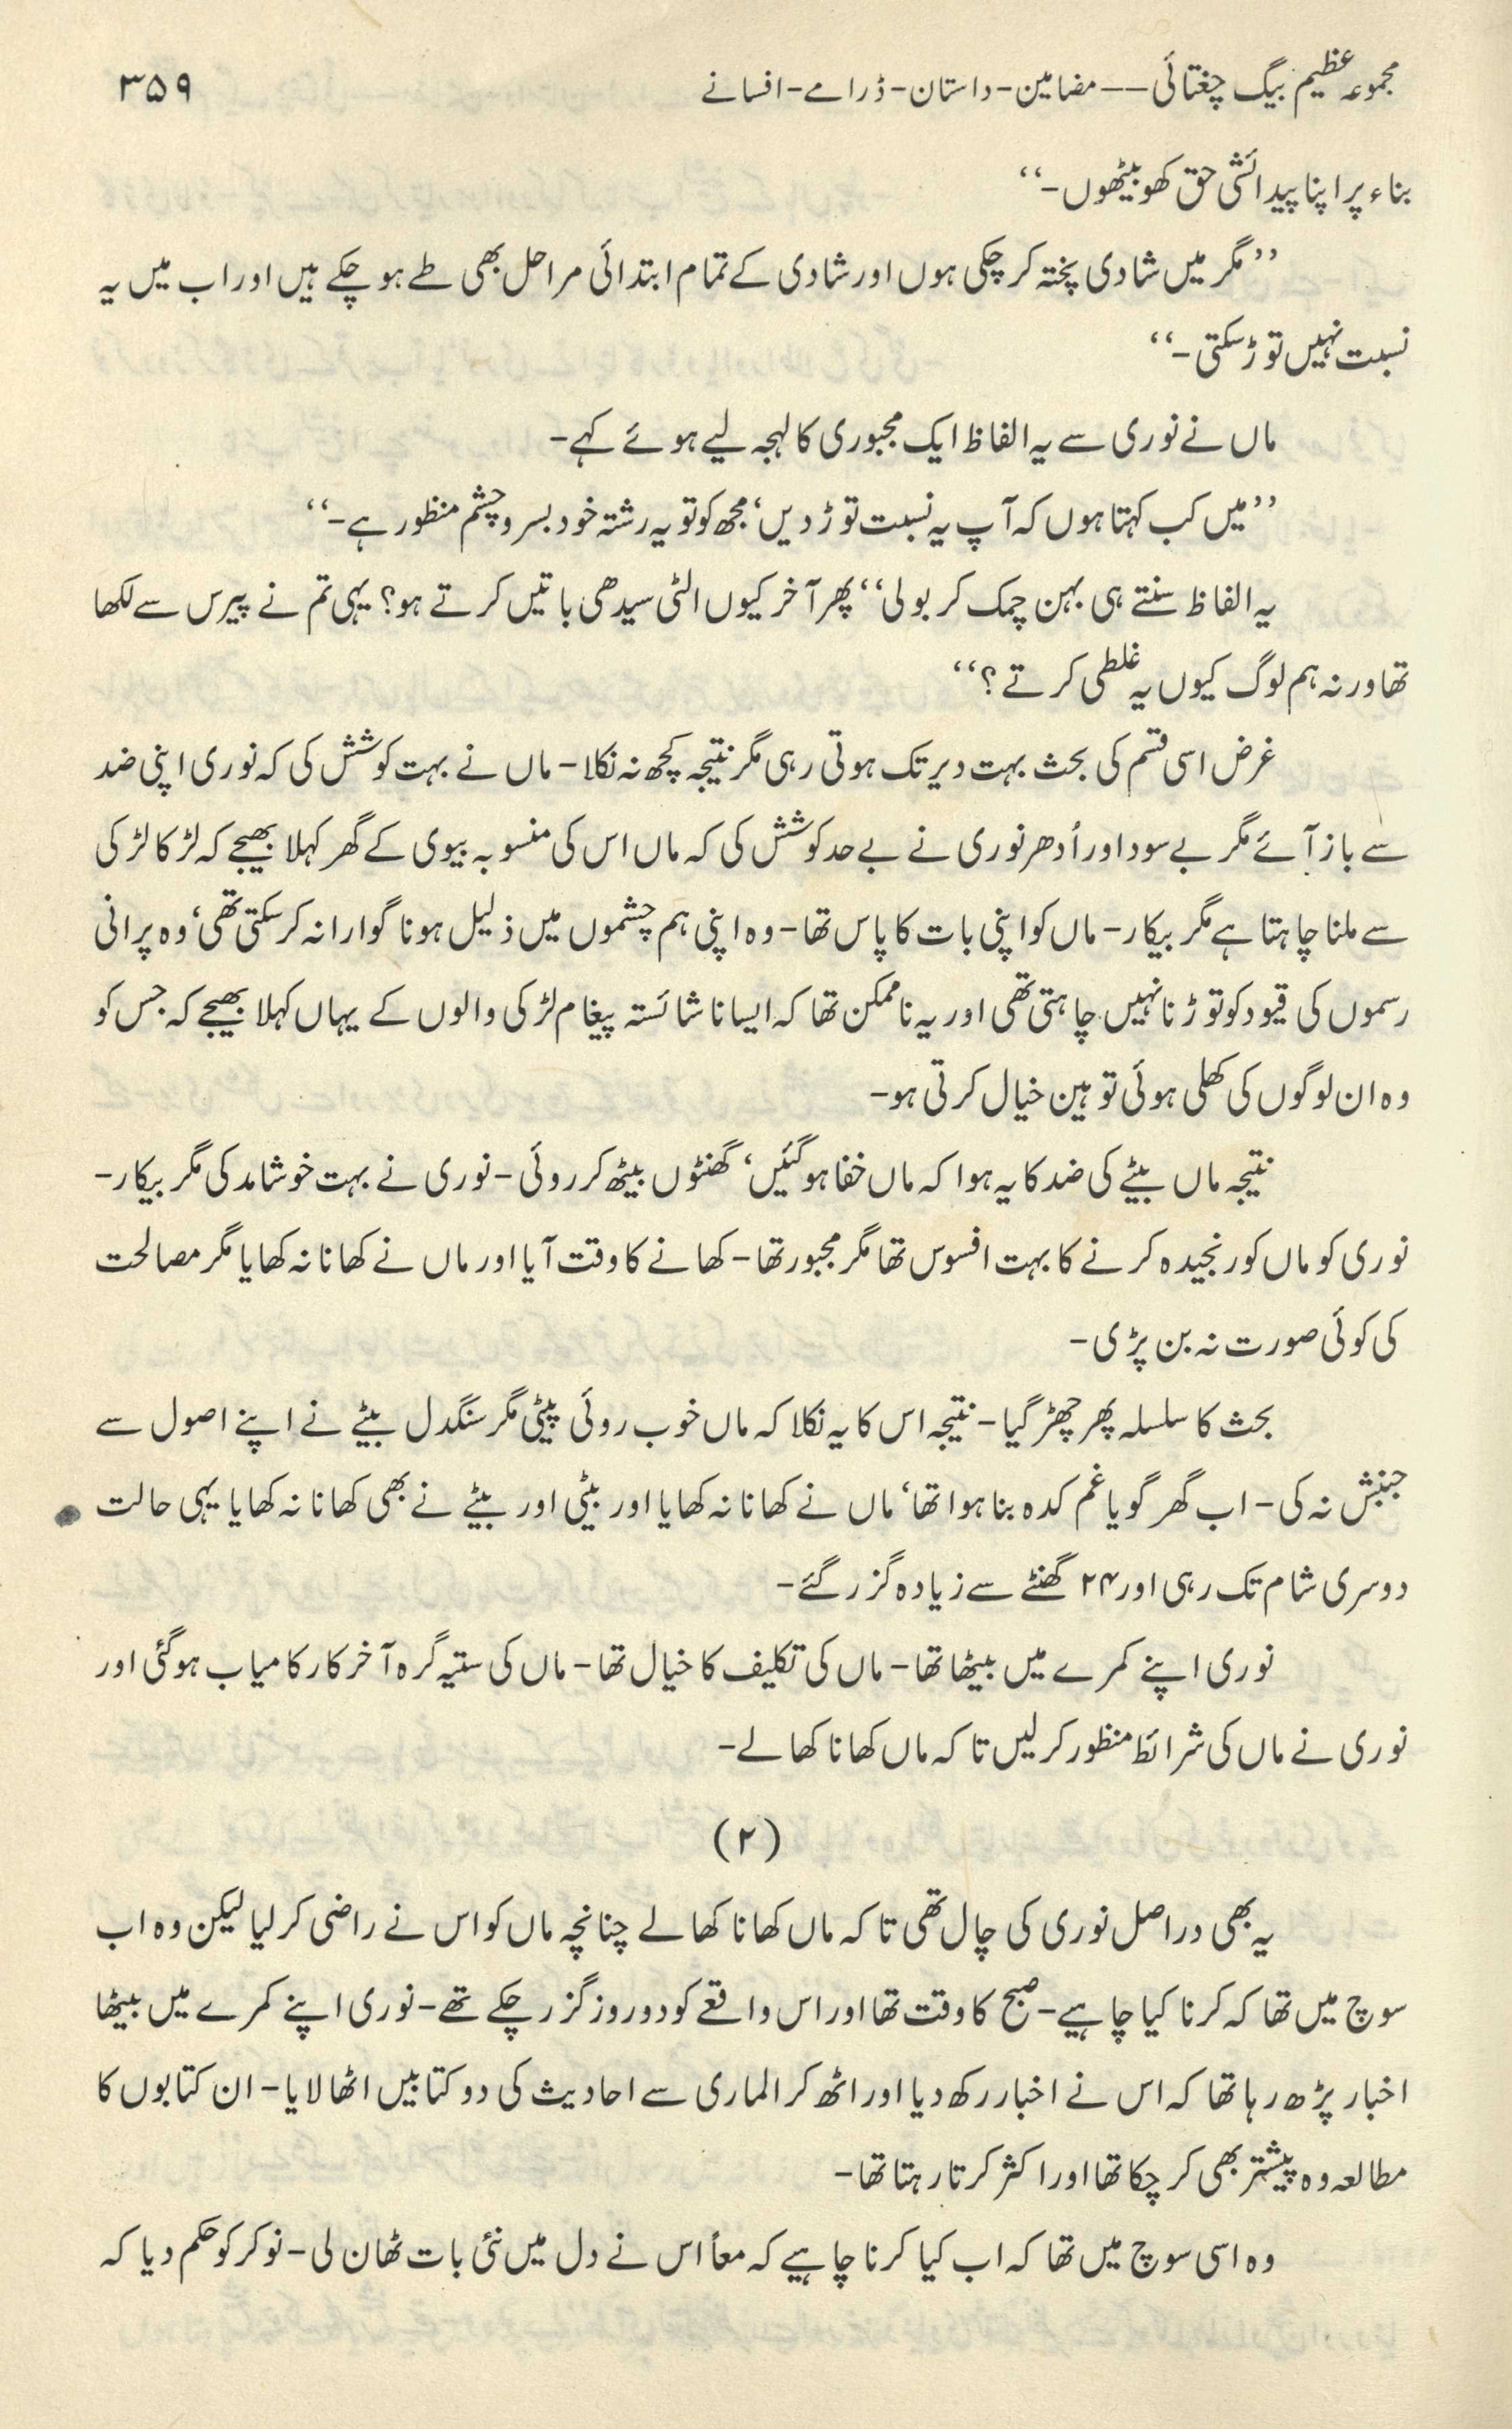 مجموعہ عظیم بیگ چغتائی —— مضامین - داستان - ڈرامے - افسانے ۳۵۹
بناء پر اپنا پیدائشی حق کھو بیٹھوں -‘‘
’’مگر میں شادی پختہ کر چکی ہوں اور شادی کے تمام ابتدائی مراحل بھی طے ہو چکے ہیں اور اب میں یہ
نسبت نہیں توڑ سکتی -‘‘
ماں نے نوری سے یہ الفاظ ایک مجبوری کا لہجہ لیے ہوئے کہے -
’’میں کب کہتا ہوں کہ آپ یہ نسبت توڑ دیں‘ مجھ کو تو یہ رشتہ خود بسر و چشم منظور ہے -‘‘
یہ الفاظ سنتے ہی بہن چمک کر بولی ‘‘پھر آخر کیوں الٹی سیدھی باتیں کرتے ہو؟ یہی تم نے پیرس سے لکھا
تھا ورنہ ہم لوگ کیوں یہ غلطی کرتے؟‘‘
غرض اسی قسم کی بحث بہت دیر تک ہوتی رہی مگر نتیجہ کچھ نہ نکلا - ماں نے بہت کوشش کی کہ نوری اپنی ضد
سے باز آئے مگر بے سود اور اُدھر نوری نے بے حد کوشش کی کہ ماں اس کی منسوبہ بیوی کے گھر کہلا بھیجے کہ لڑکا لڑکی
سے ملنا چاہتا ہے مگر بیکار - ماں کو اپنی بات کا پاس تھا - وہ اپنی ہم چشموں میں ذلیل ہونا گوارا نہ کر سکتی تھی‘ وہ پرانی
رسموں کی قیود کو توڑنا نہیں چاہتی تھی اور یہ ناممکن تھا کہ ایسا ناشائستہ پیغام لڑکی والوں کے یہاں کہلا بھیجے کہ جس کو
وہ ان لوگوں کی کھلی ہوئی توہین خیال کرتی ہو -
نتیجہ ماں بیٹے کی ضد کا یہ ہوا کہ ماں خفا ہو گئیں‘ گھنٹوں بیٹھ کر روئی - نوری نے بہت خوشامد کی مگر بیکار -
نوری کو ماں کو رنجیدہ کرنے کا بہت افسوس تھا مگر مجبور تھا - کھانے کا وقت آیا اور ماں نے کھانا نہ کھایا مگر مصالحت
کی کوئی صورت نہ بن پڑی -
بحث کا سلسلہ پھر چھڑ گیا - نتیجہ اس کا یہ نکلا کہ ماں خوب روئی پیٹی مگر سنگدل بیٹے نے اپنے اصول سے
جنبش نہ کی - اب گھر گویا غم کدہ بنا ہوا تھا‘ ماں نے کھانا نہ کھایا اور بیٹی اور بیٹے نے بھی کھانا نہ کھایا یہی حالت
دوسری شام تک رہی اور ۲۴ گھنٹے سے زیادہ گزر گئے -
نوری اپنے کمرے میں بیٹھا تھا - ماں کی تکلیف کا خیال تھا - ماں کی ستیہ گرہ آخر کار کامیاب ہو گئی اور
نوری نے ماں کی شرائط منظور کر لیں تاکہ ماں کھانا کھا لے -
(۲)
یہ بھی دراصل نوری کی چال تھی تاکہ ماں کھانا کھا لے چنانچہ ماں کو اس نے راضی کر لیا لیکن وہ اب
سوچ میں تھا کہ کرنا کیا چاہیے - صبح کا وقت تھا اور اس واقعے کو دو روز گزر چکے تھے - نوری اپنے کمرے میں بیٹھا
اخبار پڑھ رہا تھا کہ اس نے اخبار رکھ دیا اور اٹھ کر الماری سے احادیث کی دو کتابیں اٹھا لایا - ان کتابوں کا
مطالعہ وہ پیشتر بھی کر چکا تھا اور اکثر کرتا رہتا تھا -
وہ اسی سوچ میں تھا کہ اب کیا کرنا چاہیے کہ معاً اس نے دل میں نئی بات ٹھان لی - نوکر کو حکم دیا کہ